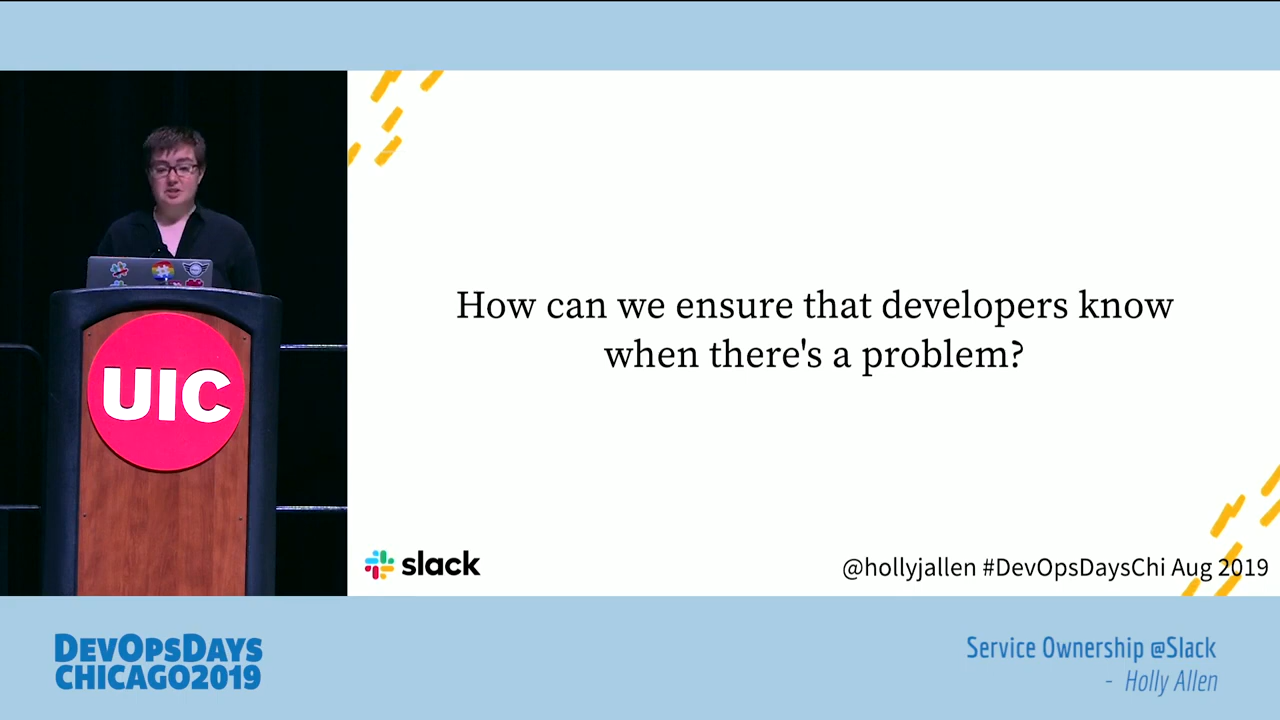 How can we ensure that developers know
when there's a problem?
UIC
slack
@hollyjallen #DevOpsDaysChi Aug 2019
DEVOPSDAYS
CHICAGO2019
Service Ownership @Slack
- Holly Allen